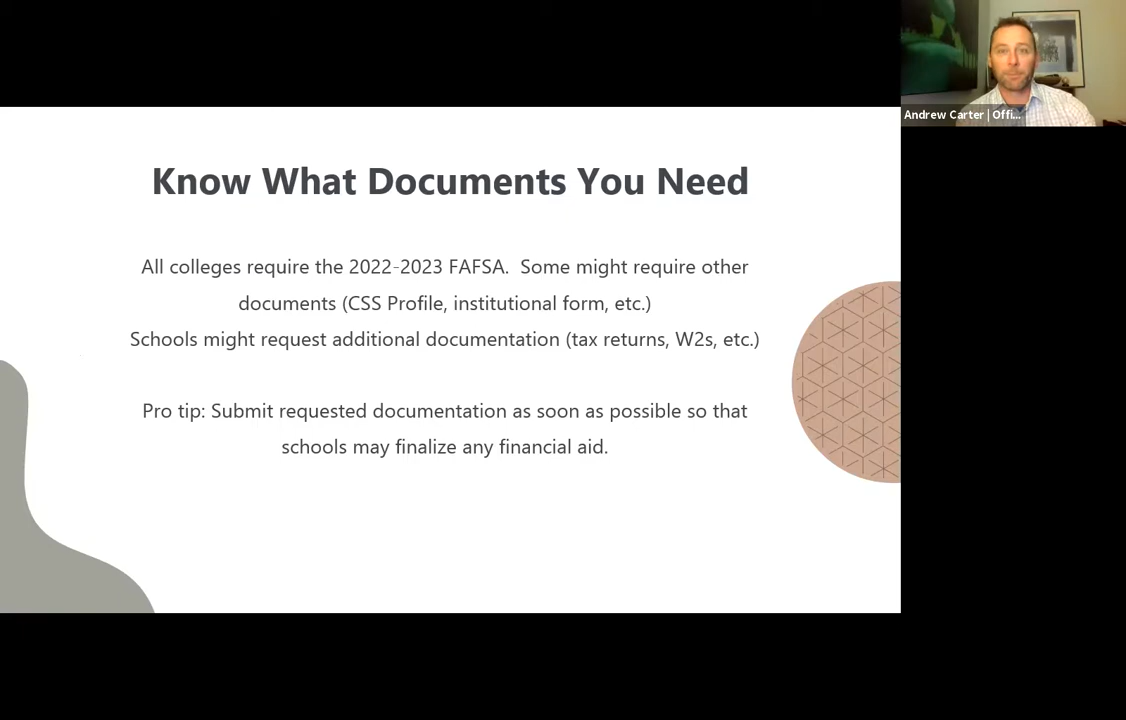 Andrew Carter | Offi...
Know What Documents You Need
All colleges require the 2022-2023 FAFSA.  Some might require other
documents (CSS Profile, institutional form, etc.)
Schools might request additional documentation (tax returns, W2s, etc.)
Pro tip: Submit requested documentation as soon as possible so that
schools may finalize any financial aid.